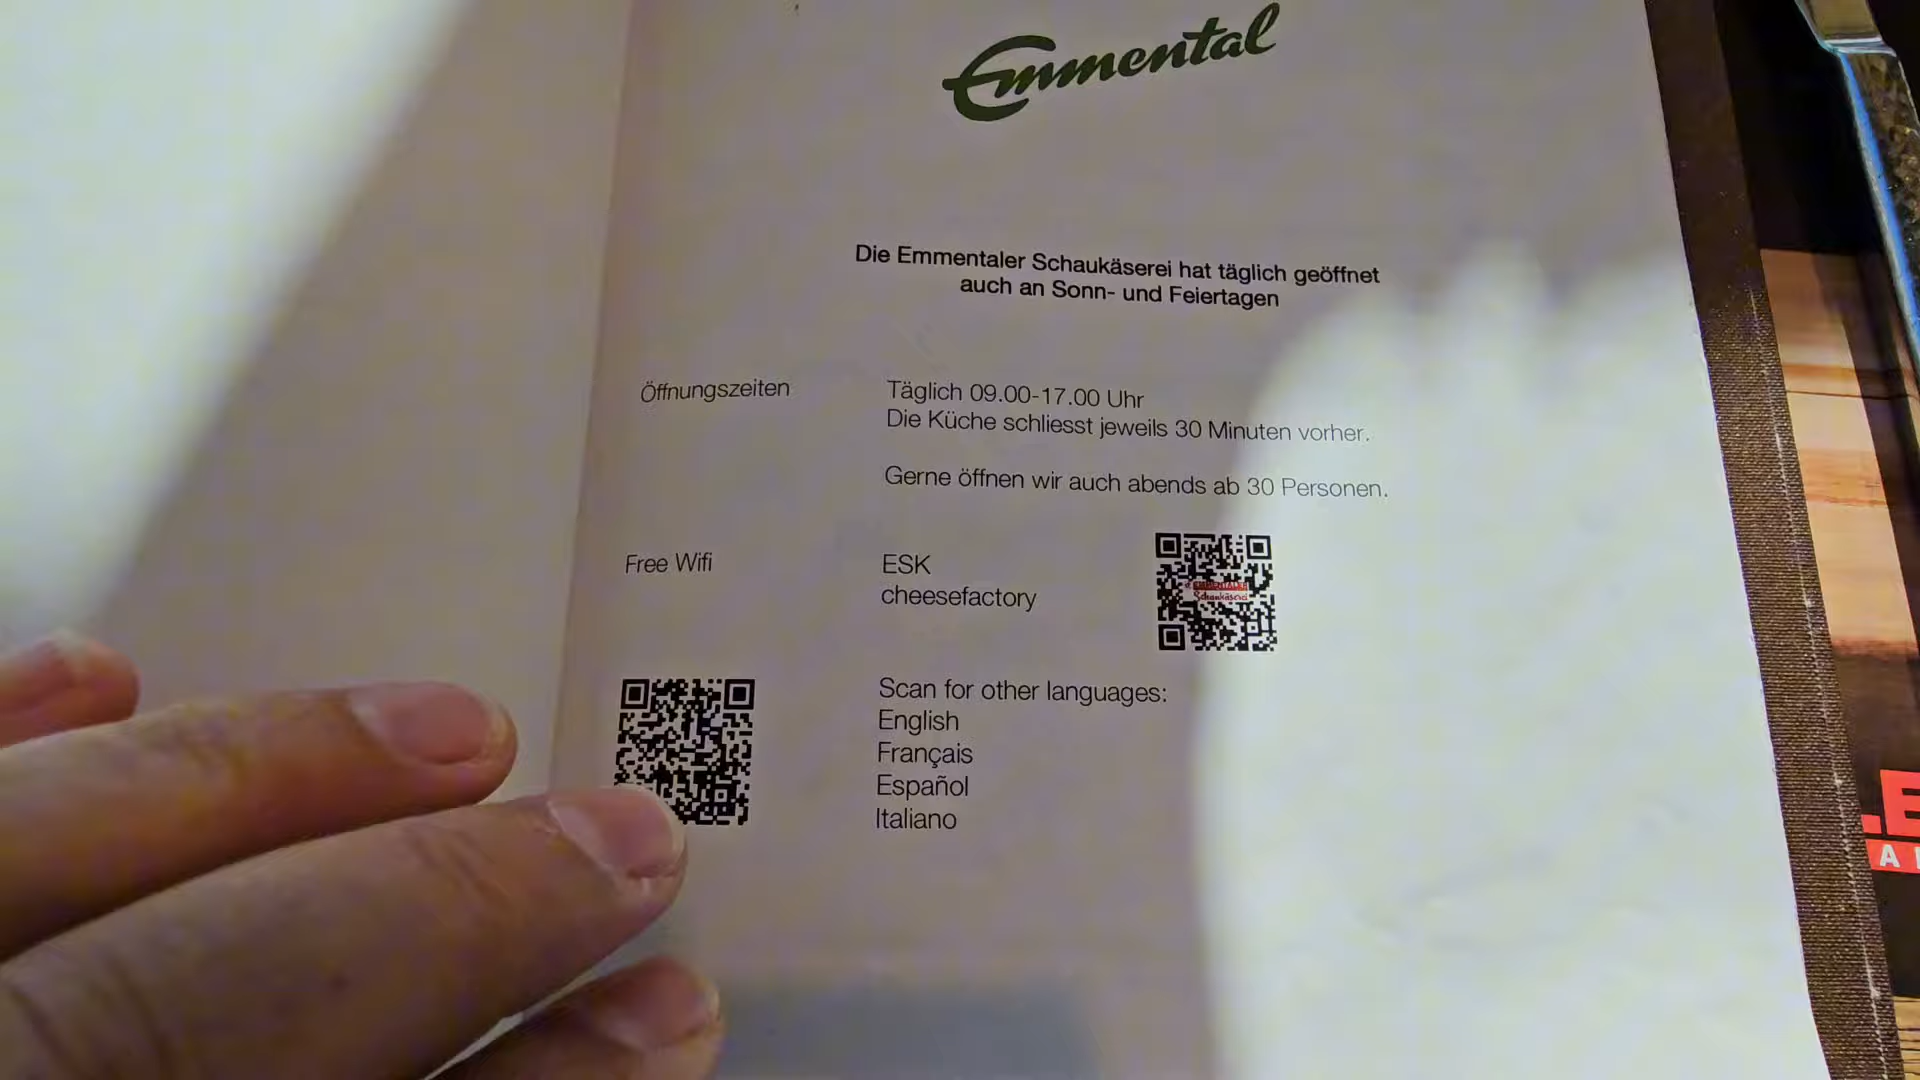 Emmental
Die Emmentaler Schaukäserei hat täglich geöffnet
auch an Sonn- und Feiertagen
Öffnungszeiten
Täglich 09.00-17.00 Uhr
Die Küche schliesst jeweils 30 Minuten vorher.
Gerne öffnen wir auch abends ab 30 Personen.
Free Wifi
ESK
cheesefactory
EMMENTALER
Schaukäserei
Scan for other languages:
English
Français
Español
Italiano